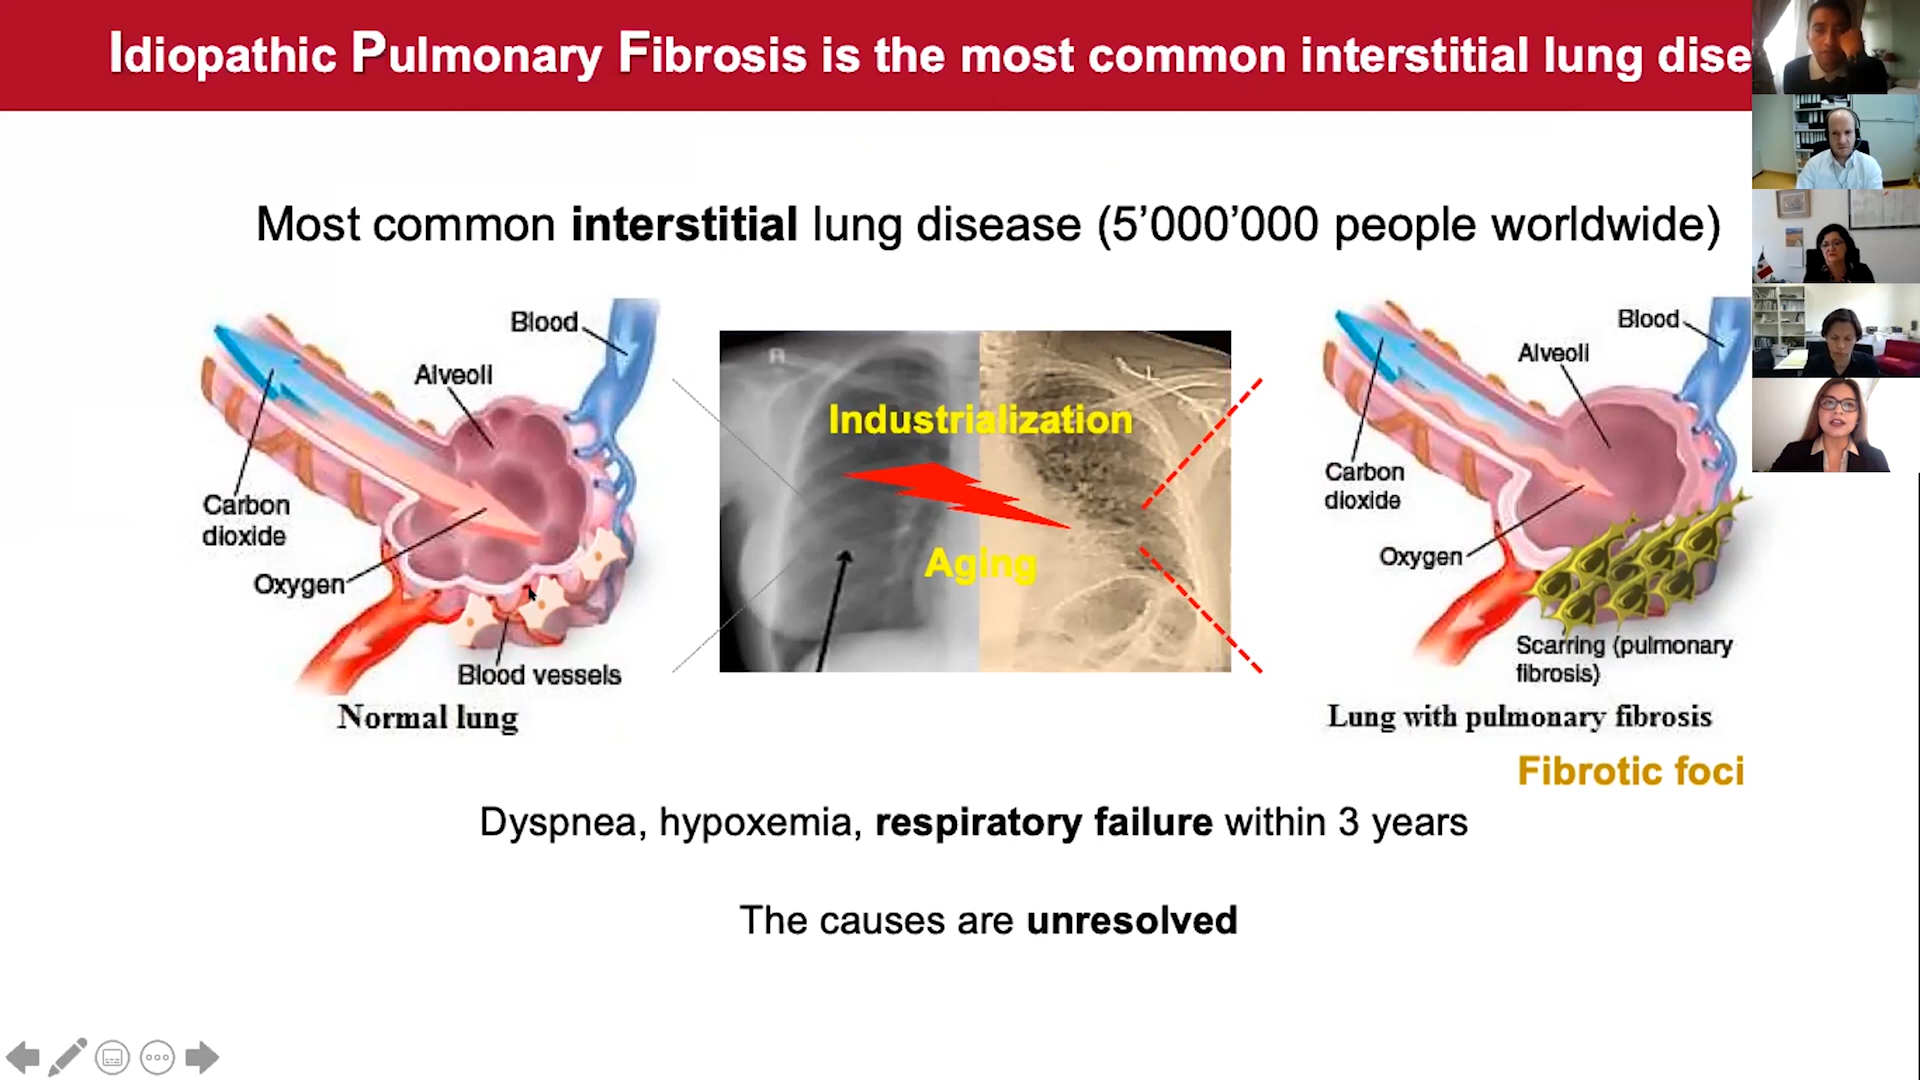 Idiopathic Pulmonary Fibrosis is the most common interstitial lung dise
Most common interstitial lung disease (5’000’000 people worldwide)
Blood
Alveoli
Carbon
dioxide
Oxygen
Blood vessels
Normal lung
R
Industrialization
Aging
Blood
Alveoli
Carbon
dioxide
Oxygen
Scarring (pulmonary
fibrosis)
Lung with pulmonary fibrosis
Fibrotic foci
Dyspnea, hypoxemia, respiratory failure within 3 years
The causes are unresolved